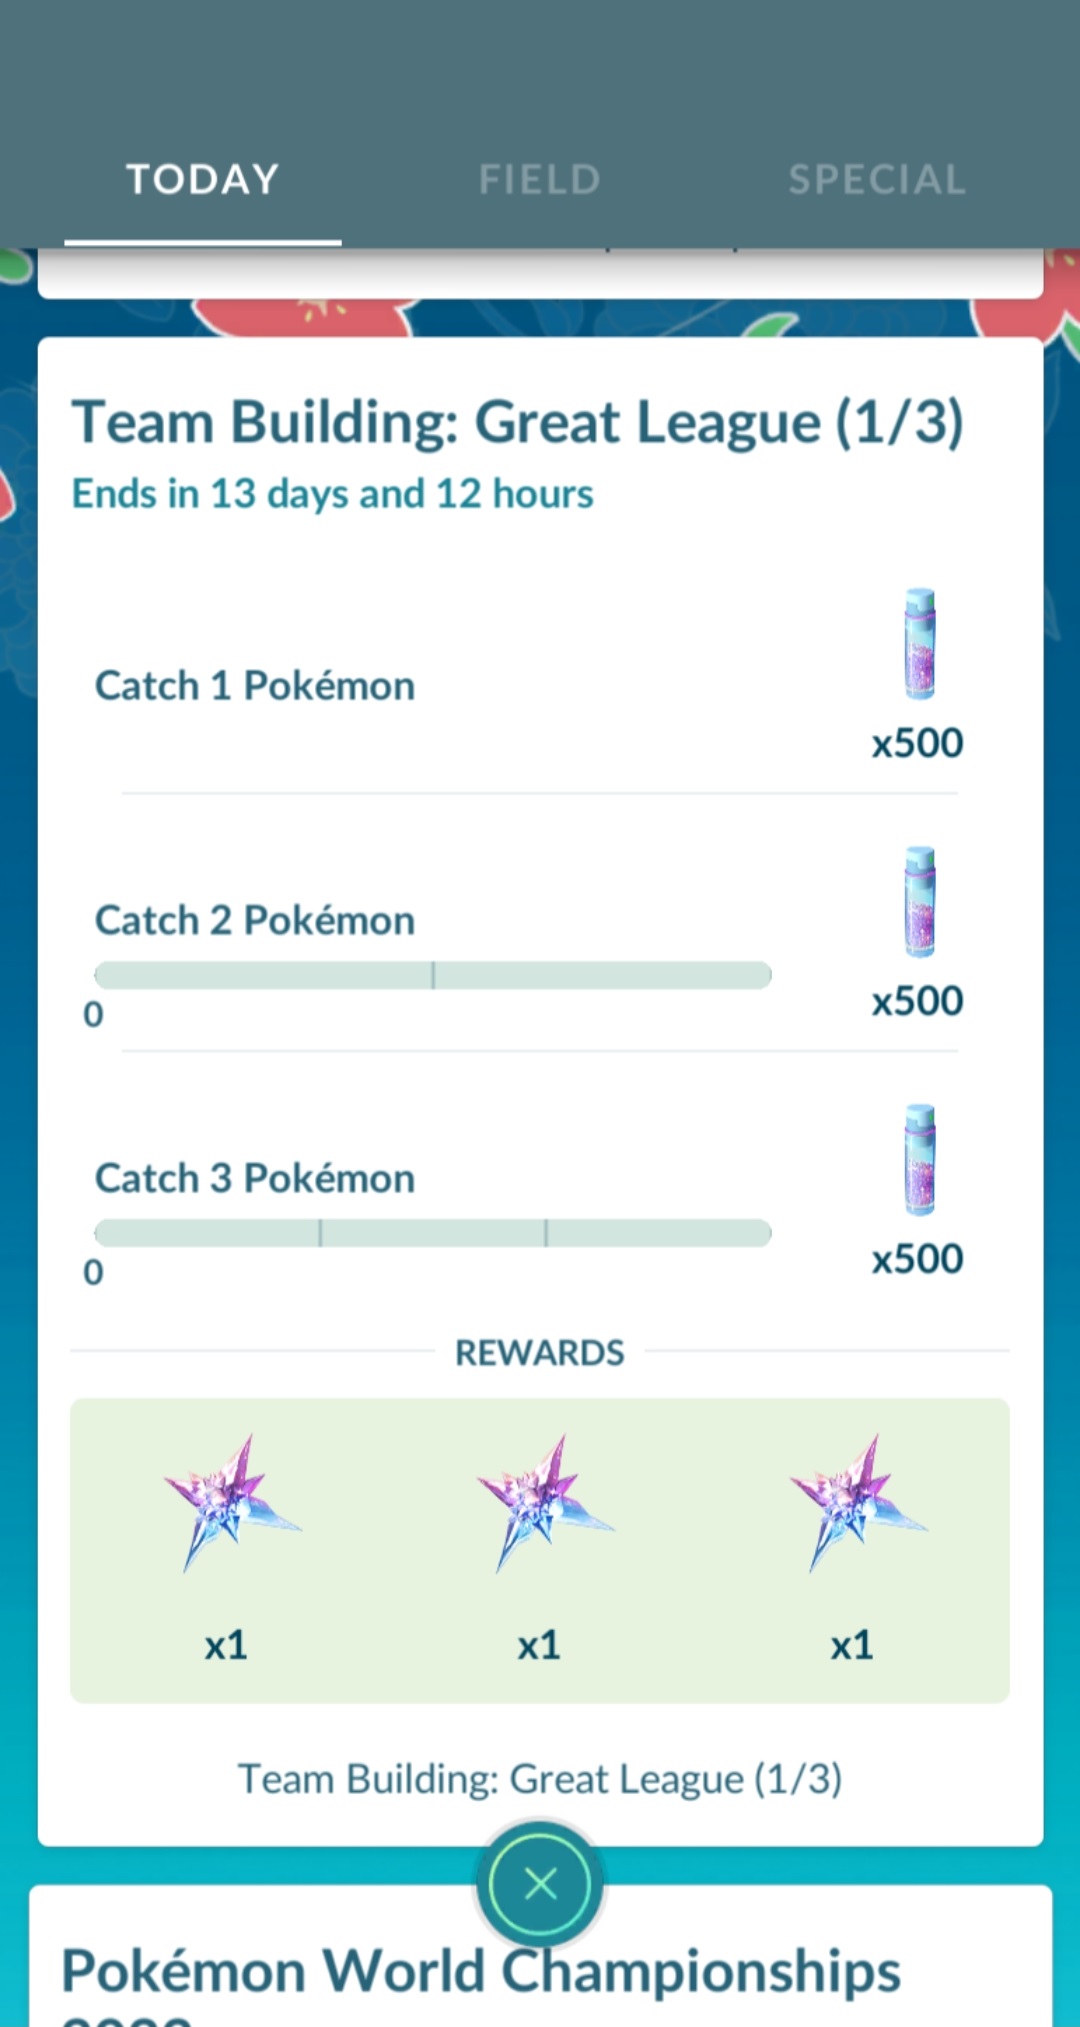 TODAY
FIELD
SPECIAL
Team Building: Great League (1/3)
Ends in 13 days and 12 hours
Catch 1 Pokémon
x500
Catch 2 Pokémon
0
x500
Catch 3 Pokémon
0
x500
REWARDS
x1
x1
x1
Team Building: Great League (1/3)
Pokémon World Championships